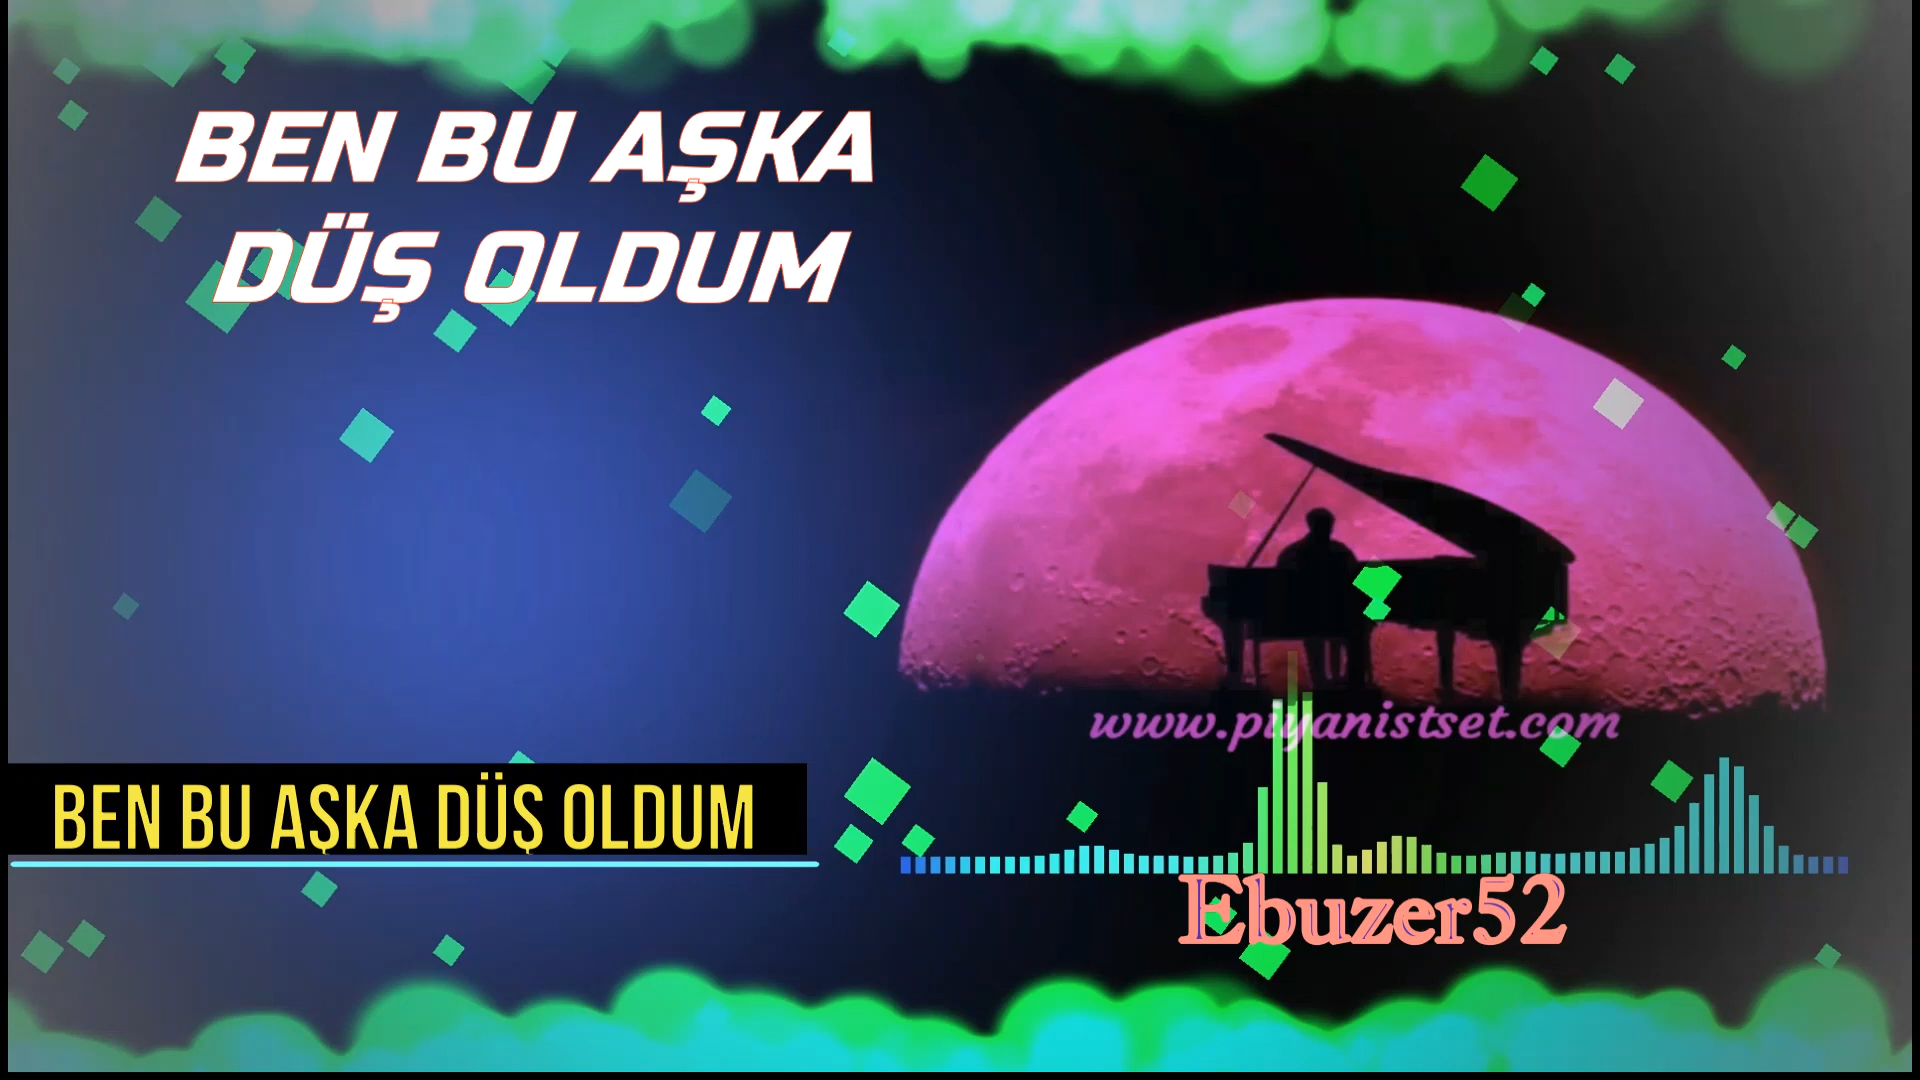 BEN BU AŞKA
DÜŞ OLDUM
www.piyanistset.com
BEN BU AŞKA DÜŞ OLDUM
Ebuzer52